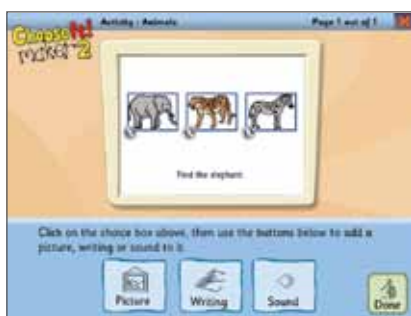 Activity : Animals
Page 1 out of 1
ChooseIt!
maker 2
Find the elephant
Click on the choice box above, then use the buttons below to add a
picture, writing or sound to it.
Picture
Writing
Sound
Done